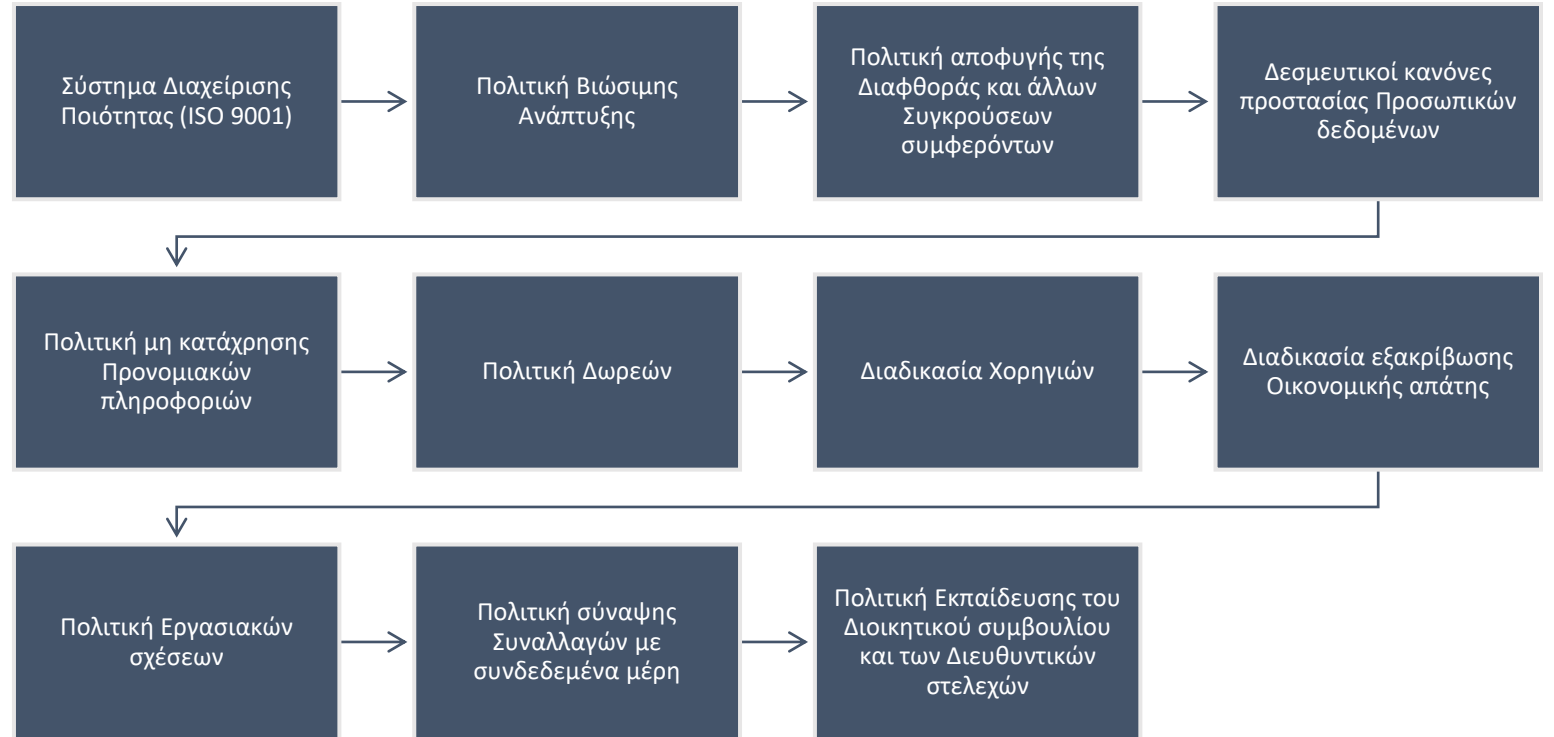 Σύστημα Διαχείρισης
Ποιότητας (ISO 9001)
Πολιτική Βιώσιμης
Ανάπτυξης
Πολιτική αποφυγής της
Διαφθοράς και άλλων
Συγκρούσεων
συμφερόντων
Δεσμευτικοί κανόνες
προστασίας Προσωπικών
δεδομένων
Πολιτική μη κατάχρησης
Προνομιακών
πληροφοριών
Πολιτική Δωρεών
Διαδικασία Χορηγιών
Διαδικασία εξακρίβωσης
Οικονομικής απάτης
Πολιτική Εργασιακών
σχέσεων
Πολιτική σύναψης
Συναλλαγών με
συνδεδεμένα μέρη
Πολιτική Εκπαίδευσης του
Διοικητικού συμβουλίου
και των Διευθυντικών
στελεχών